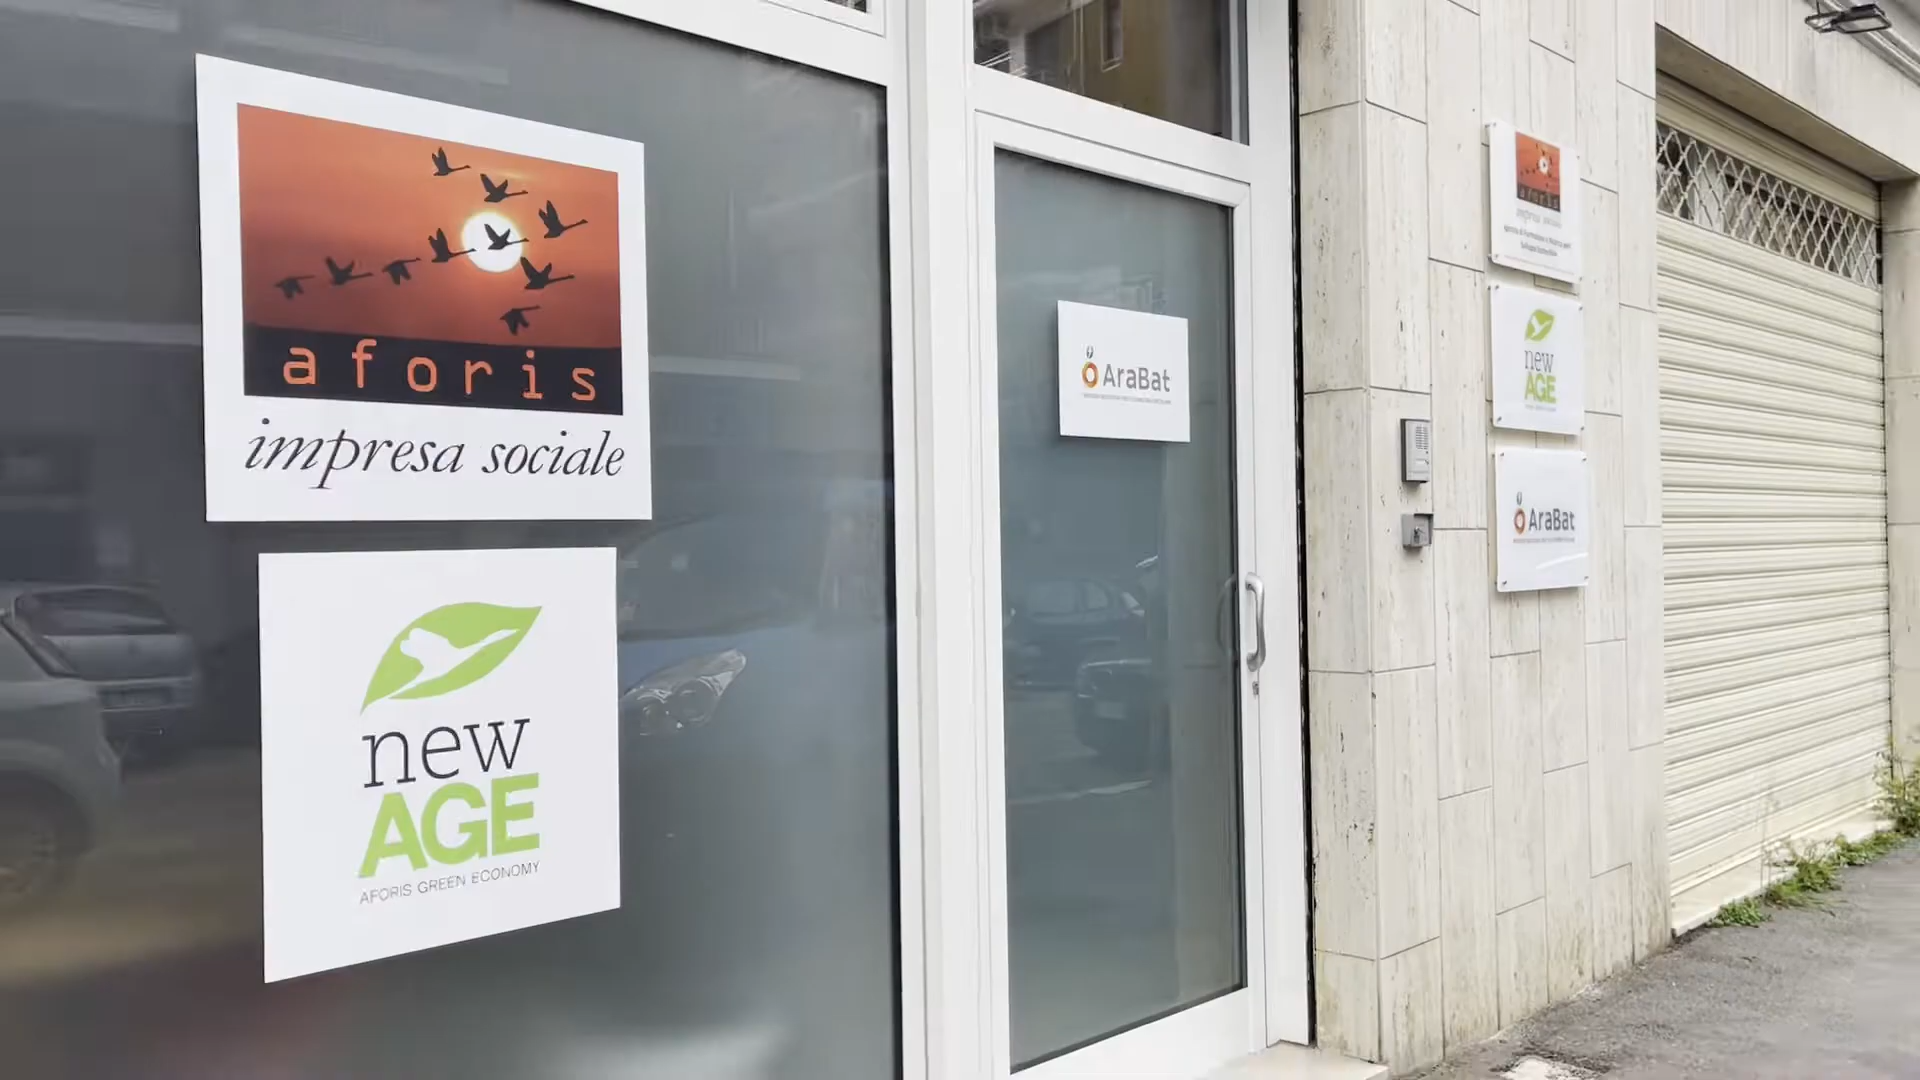 aforis
impresa sociale
new
AGE
AFORIS GREEN ECONOMY
AraBat
aforis
impresa sociale
new
AGE
AraBat